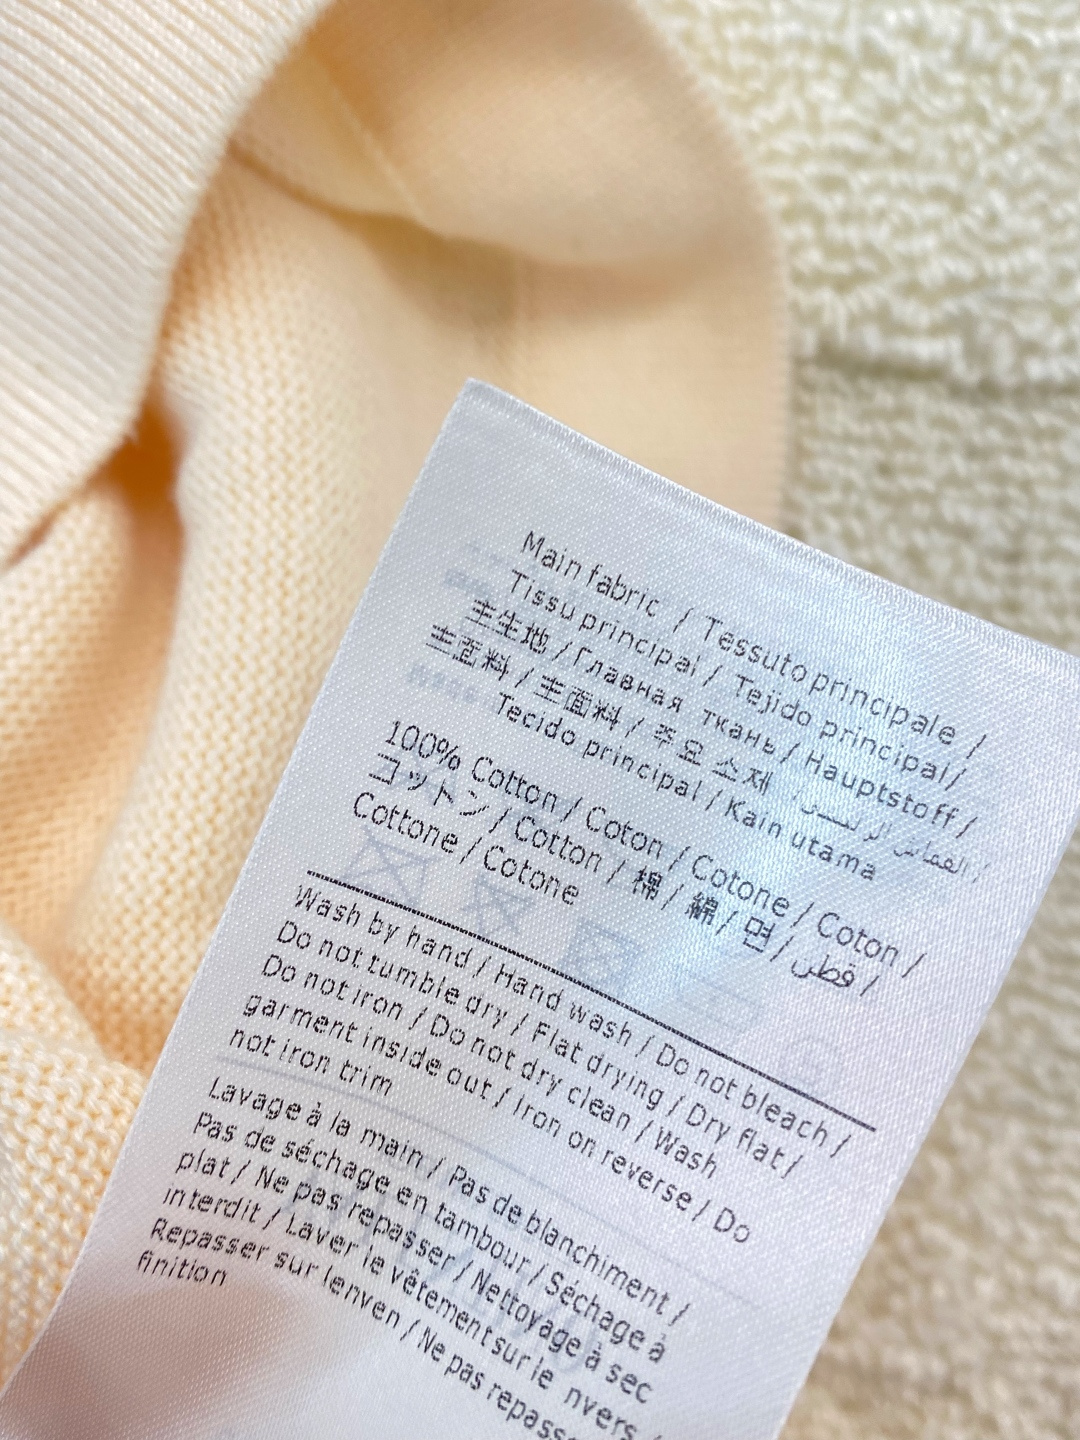 Main fabric / Tessuto principale /
Tissu principal / Tejido principal/
主生地 / Главная ткань / Hauptstoff /
主面料 / 主面料 / 주요 소재
Tecido principal / Kain utama
100% Cotton / Coton / Cotone / Coton /
コットン / Cotton / 棉 / 綿 / 면 / قطن /
Cottone / Cotone
Wash by hand / Hand wash / Do not bleach /
Do not tumble dry / Flat drying / Dry flat /
Do not iron / Do not dry clean / Wash
garment inside out / Iron on reverse / Do
not iron trim
Lavage à la main / Pas de blanchiment /
Pas de séchage en tambour / Séchage à
plat / Ne pas repasser / Nettoyage à sec
interdit / Laver le vêtement sur le nvers /
Repasser sur lenven / Ne pas repasse
finition